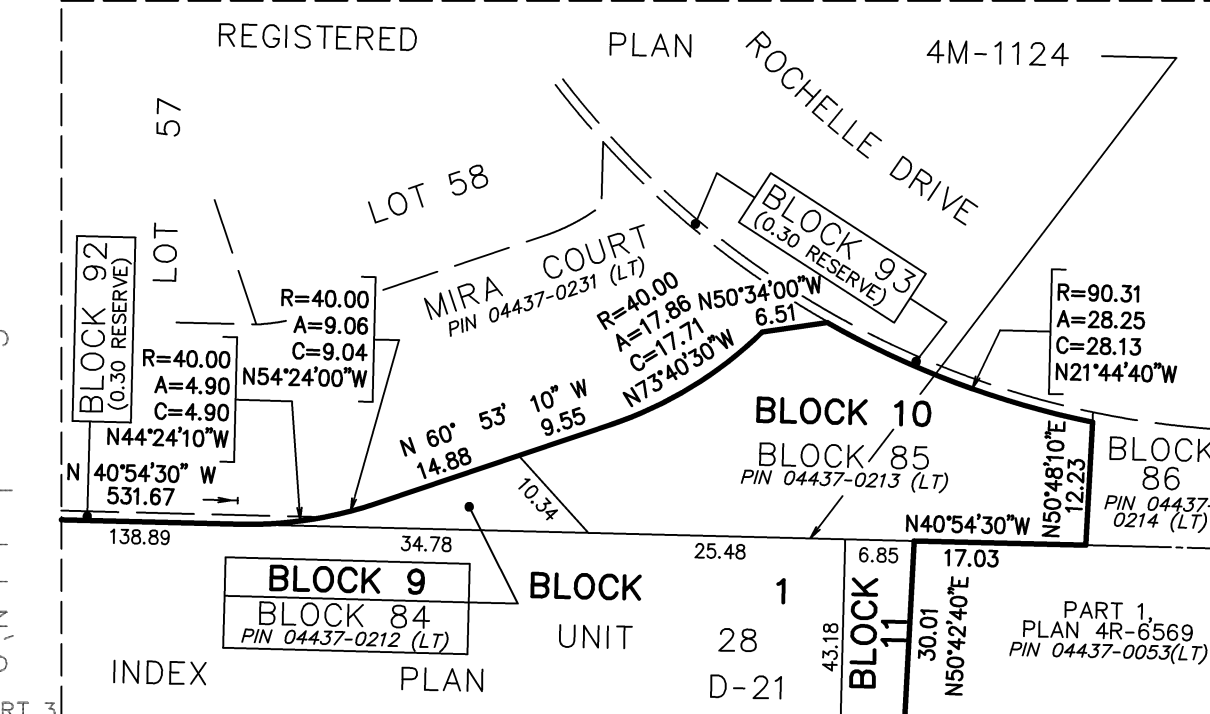 REGISTERED PLAN 4M-1124
ROCHELLE DRIVE
LOT 57
LOT 58
MIRA COURT
PIN 04437-0231 (LT)
BLOCK 93
(0.30 RESERVE)
BLOCK 92
(0.30 RESERVE)
R=40.00
A=9.06
C=9.04
N54°24'00"W
R=40.00
A=4.90
C=4.90
N44°24'10"W
N 40°54'30" W
531.67
138.89
N 60° 53' 10" W
14.88
9.55
R=40.00
A=17.86
C=17.71
N73°40'30"W
N50°34'00"W
6.51
R=90.31
A=28.25
C=28.13
N21°44'40"W
BLOCK 10
BLOCK 85
PIN 04437-0213 (LT)
N50°48'10"E
12.23
BLOCK
86
PIN 04437-
0214 (LT)
10.34
34.78
25.48
6.85
N40°54'30"W
17.03
BLOCK 9
BLOCK 84
PIN 04437-0212 (LT)
BLOCK 1
UNIT 28
INDEX PLAN D-21
43.18
BLOCK
11
30.01
N50°42'40"E
PART 1,
PLAN 4R-6569
PIN 04437-0053(LT)
RT 3